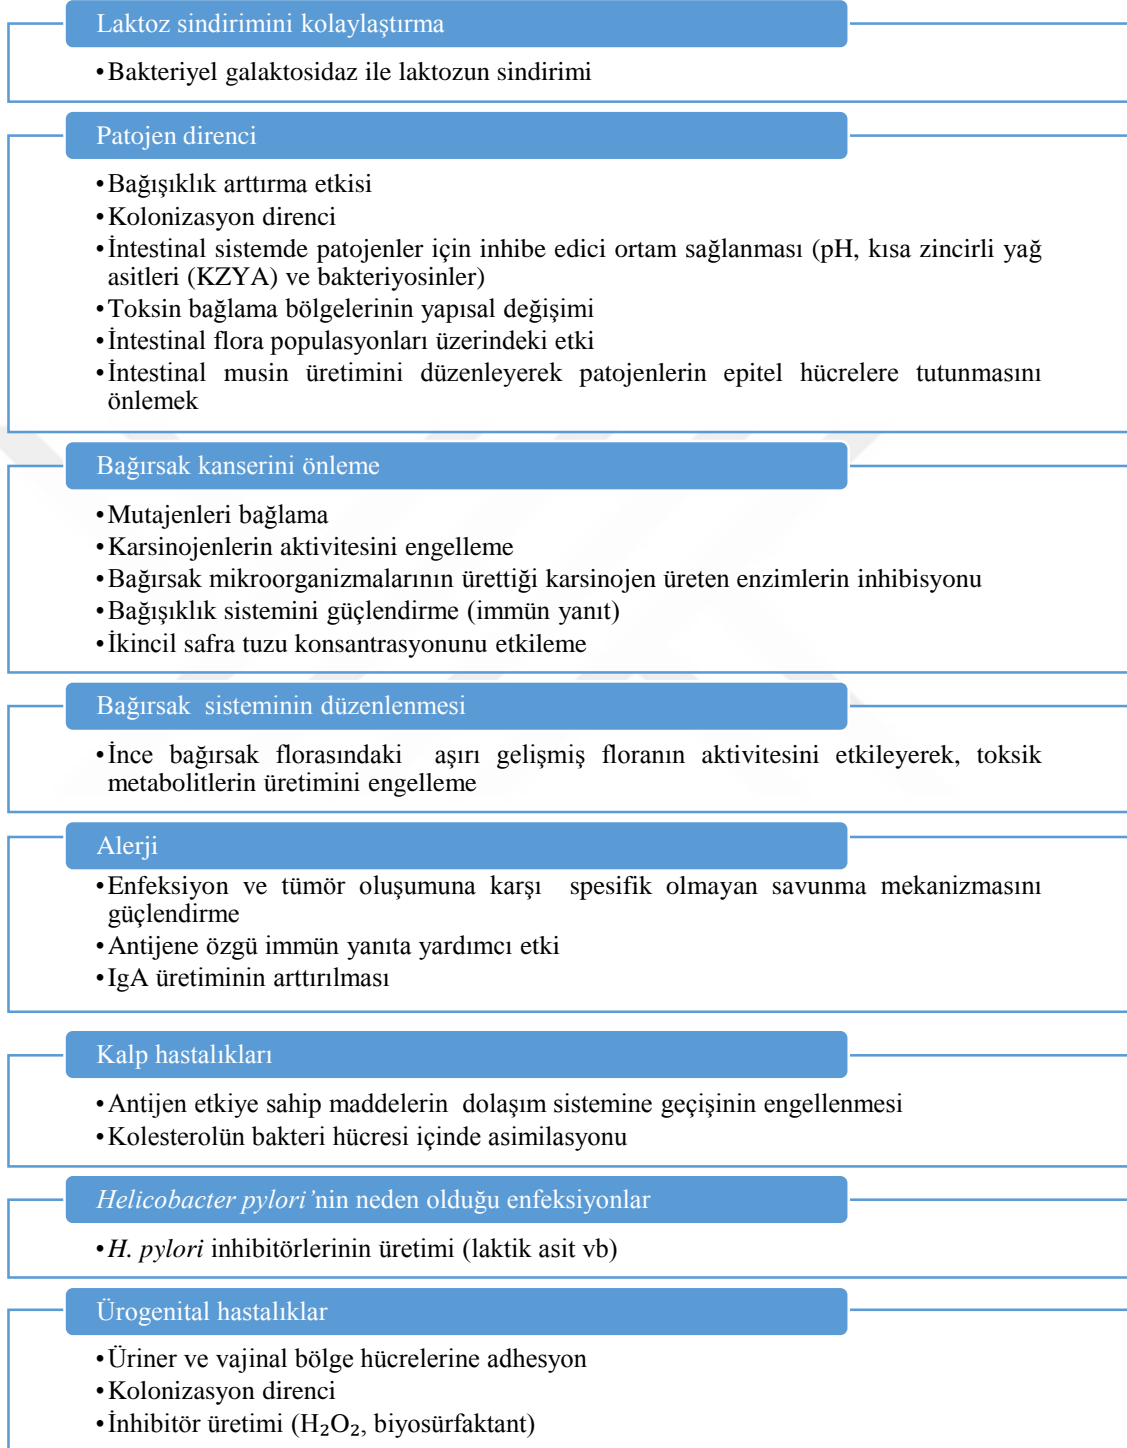 Laktoz sindirimini kolaylaştırma
•Bakteriyel galaktosidaz ile laktozun sindirimi
Patojen direnci
•Bağışıklık arttırma etkisi
•Kolonizasyon direnci
•İntestinal sistemde patojenler için inhibe edici ortam sağlanması (pH, kısa zincirli yağ
asitleri (KZYA) ve bakteriyosinler)
•Toksin bağlama bölgelerinin yapısal değişimi
•İntestinal flora populasyonları üzerindeki etki
•İntestinal musin üretimini düzenleyerek patojenlerin epitel hücrelere tutunmasını
önlemek
Bağırsak kanserini önleme
•Mutajenleri bağlama
•Karsinojenlerin aktivitesini engelleme
•Bağırsak mikroorganizmalarının ürettiği karsinojen üreten enzimlerin inhibisyonu
•Bağışıklık sistemini güçlendirme (immün yanıt)
•İkincil safra tuzu konsantrasyonunu etkileme
Bağırsak sisteminin düzenlenmesi
•İnce bağırsak florasındaki aşırı gelişmiş floranın aktivitesini etkileyerek, toksik
metabolitlerin üretimini engelleme
Alerji
•Enfeksiyon ve tümör oluşumuna karşı spesifik olmayan savunma mekanizmasını
güçlendirme
•Antijene özgü immün yanıta yardımcı etki
•IgA üretiminin arttırılması
Kalp hastalıkları
•Antijen etkiye sahip maddelerin dolaşım sistemine geçişinin engellenmesi
•Kolesterolün bakteri hücresi içinde asimilasyonu
Helicobacter pylori’nin neden olduğu enfeksiyonlar
•H. pylori inhibitörlerinin üretimi (laktik asit vb)
Ürogenital hastalıklar
•Üriner ve vajinal bölge hücrelerine adhesyon
•Kolonizasyon direnci
•İnhibitör üretimi (H₂O₂, biyosürfaktant)